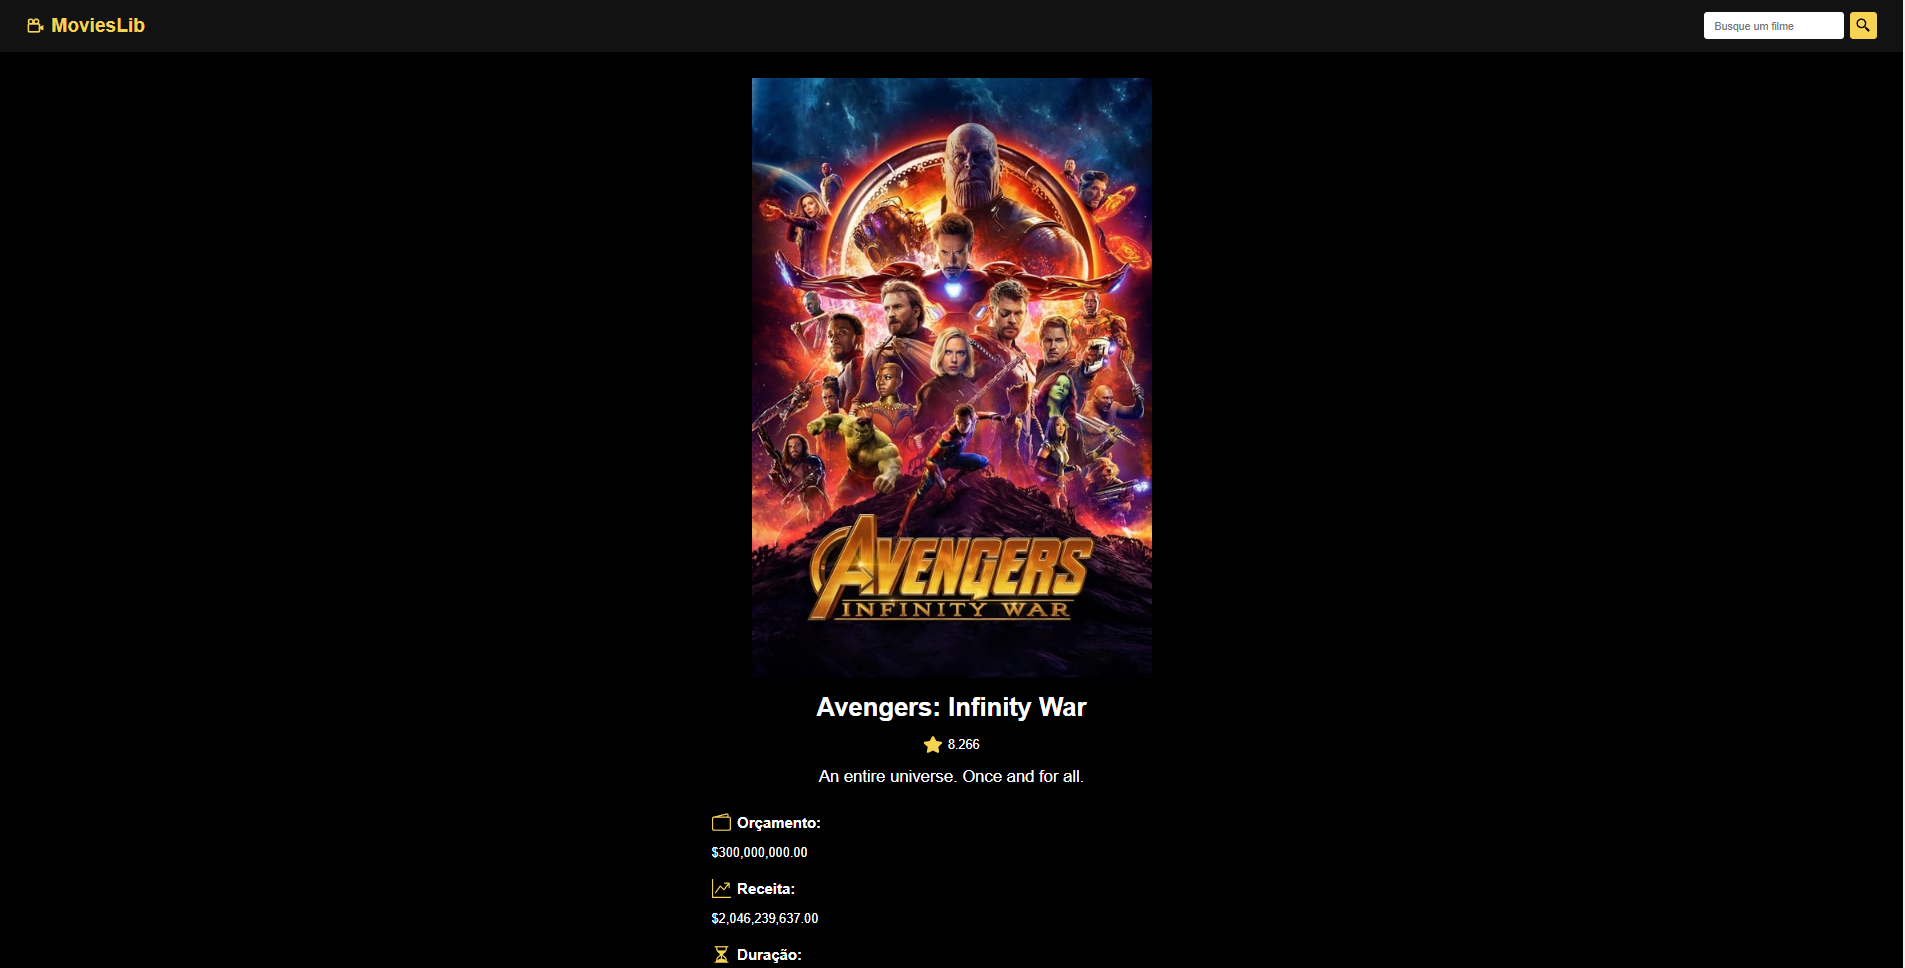 MoviesLib
Busque um filme
AVENGERS
INFINITY WAR
Avengers: Infinity War
8.266
An entire universe. Once and for all.
Orçamento:
$300,000,000.00
Receita:
$2,046,239,637.00
Duração: